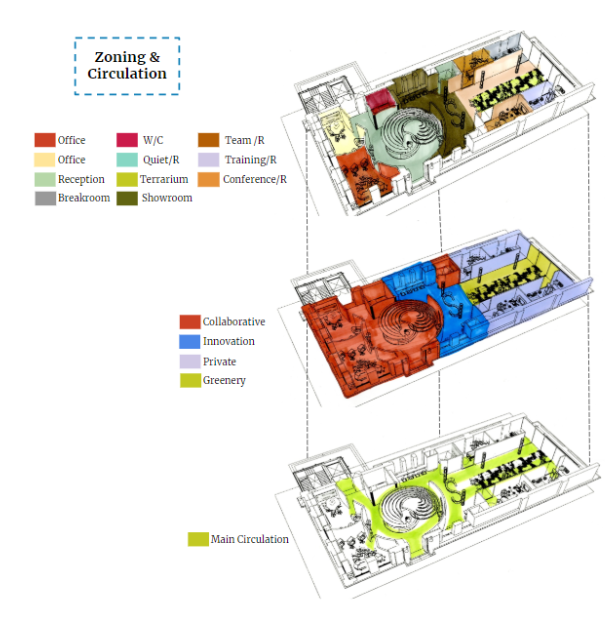 Zoning &
Circulation
Office W/C Team /R
Office Quiet/R Training/R
Reception Terrarium Conference/R
Breakroom Showroom
Collaborative
Innovation
Private
Greenery
Main Circulation